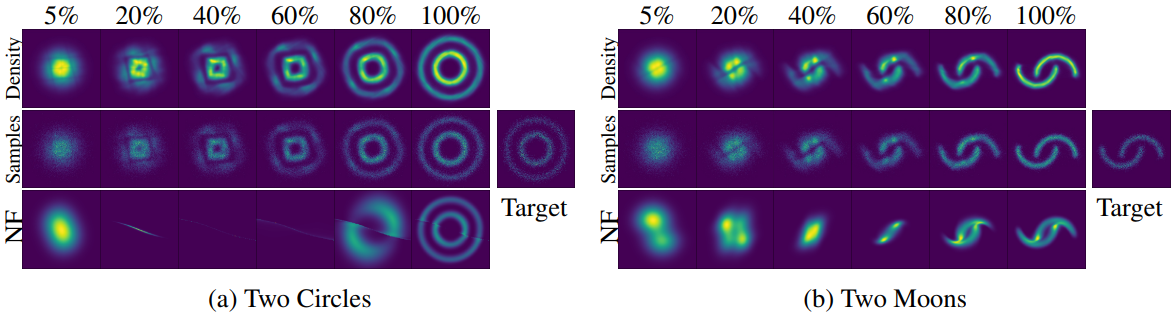 5% 20% 40% 60% 80% 100%
Density
Samples
NF
Target
(a) Two Circles
5% 20% 40% 60% 80% 100%
Density
Samples
NF
Target
(b) Two Moons